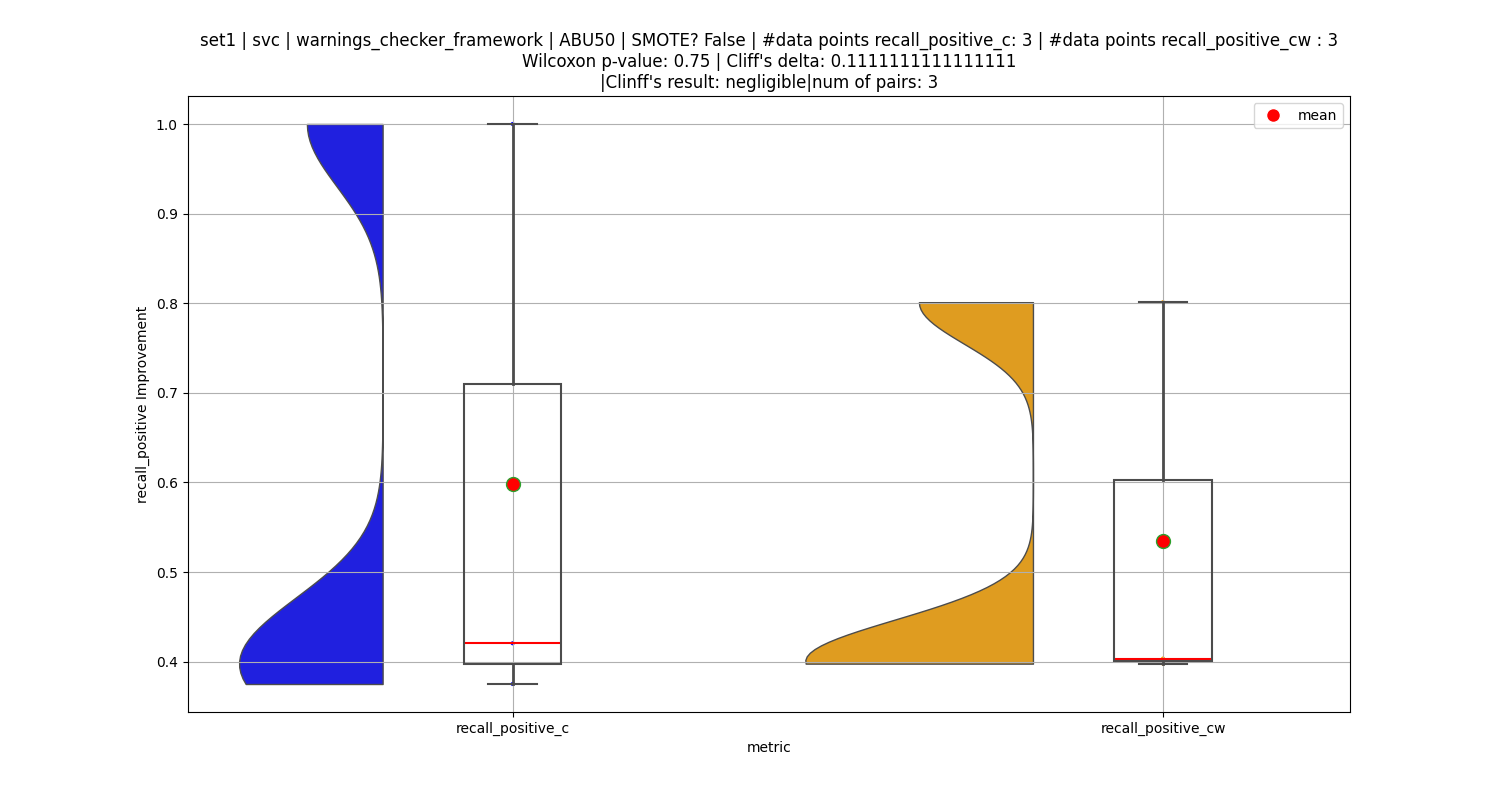 set1 | svc | warnings_checker_framework | ABU50 | SMOTE? False | #data points recall_positive_c: 3 | #data points recall_positive_cw : 3
Wilcoxon p-value: 0.75 | Cliff's delta: 0.1111111111111111
|Clinff's result: negligible|num of pairs: 3
mean
1.0
0.9
0.8
0.7
0.6
0.5
0.4
recall_positive Improvement
recall_positive_c
recall_positive_cw
metric